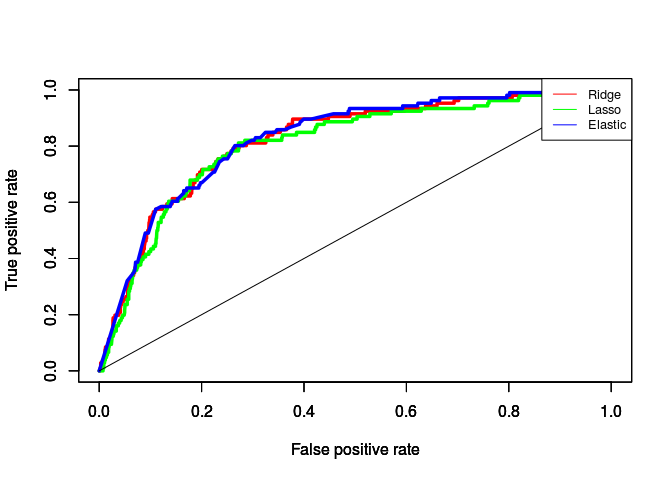 True positive rate
1.0
0.8
0.6
0.4
0.2
0.0
Ridge
Lasso
Elastic
0.0 0.2 0.4 0.6 0.8 1.0
False positive rate